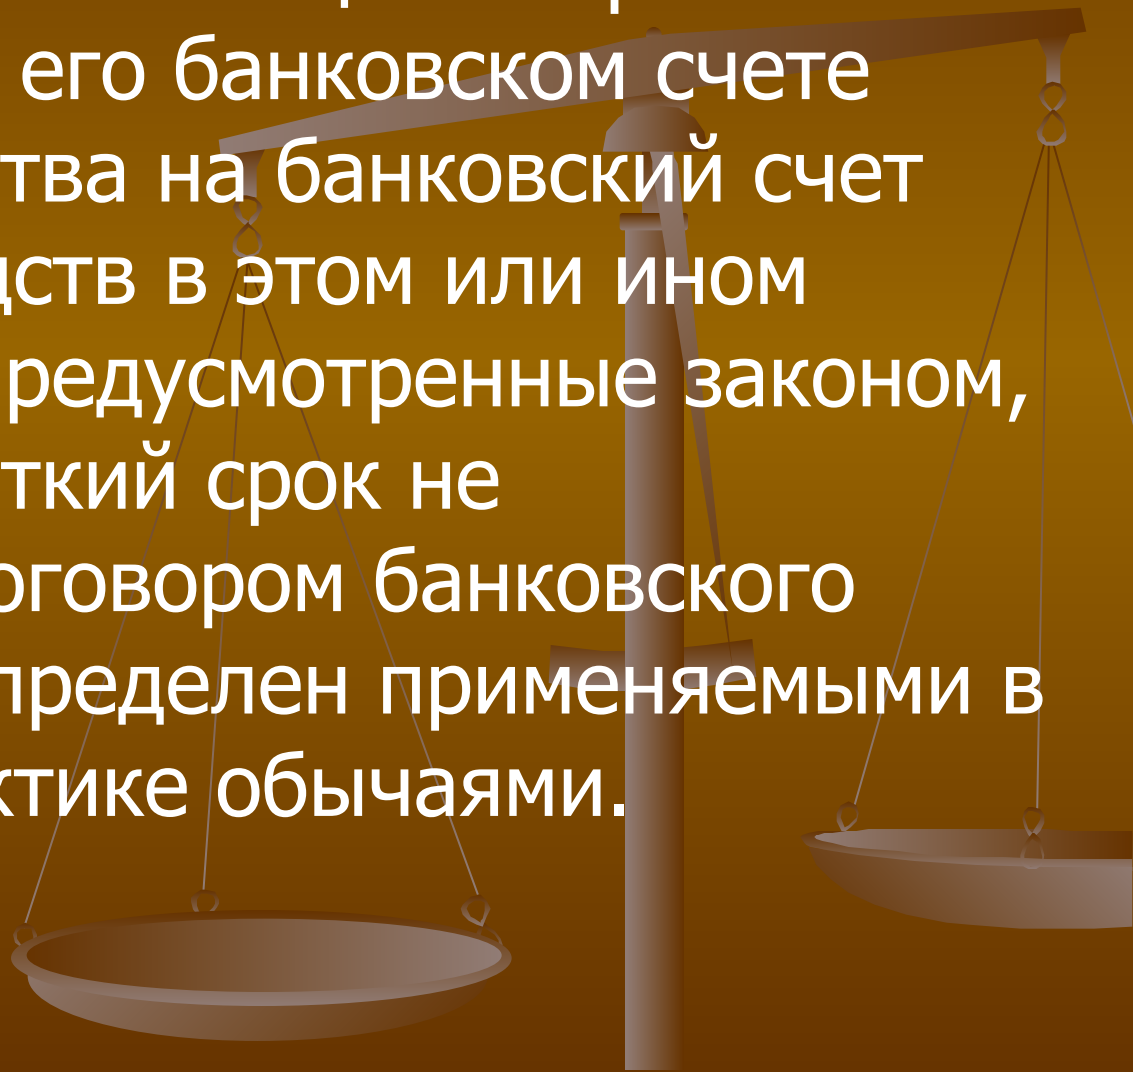 его банковском счете
тва на банковский счет
дств в этом или ином
редусмотренные законом,
ткий срок не
оговором банковского
пределен применяемыми в
ктике обычаями.